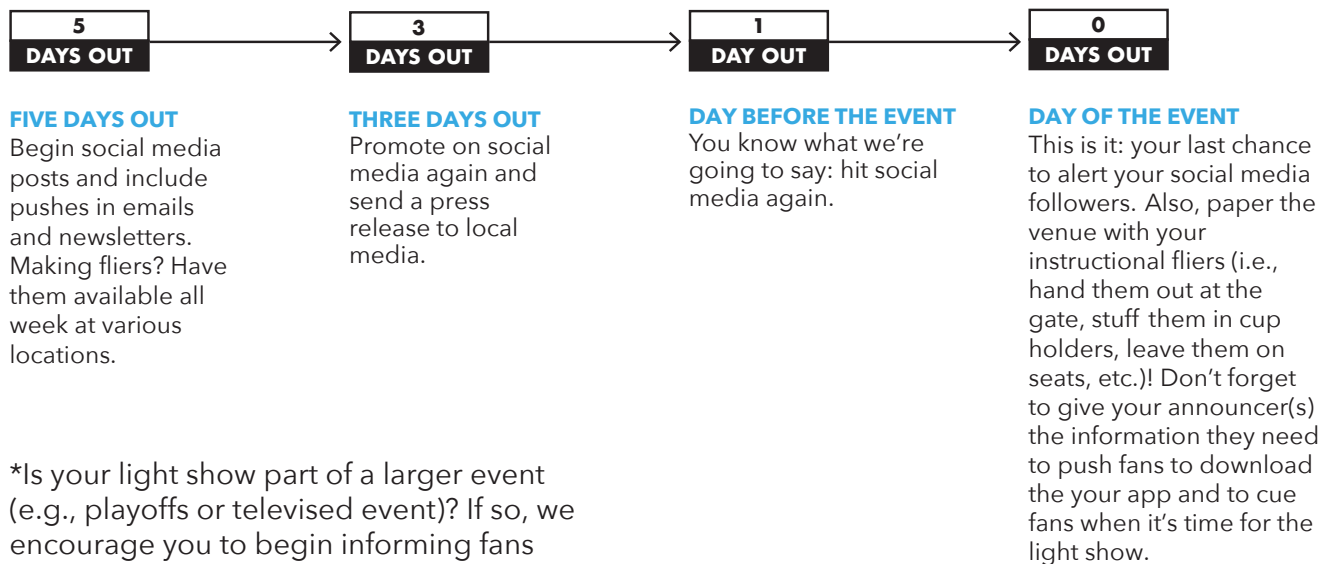 5
DAYS OUT
3
DAYS OUT
1
DAY OUT
0
DAYS OUT
FIVE DAYS OUT
Begin social media
posts and include
pushes in emails
and newsletters.
Making fliers? Have
them available all
week at various
locations.
THREE DAYS OUT
Promote on social
media again and
send a press
release to local
media.
DAY BEFORE THE EVENT
You know what we’re
going to say: hit social
media again.
DAY OF THE EVENT
This is it: your last chance
to alert your social media
followers. Also, paper the
venue with your
instructional fliers (i.e.,
hand them out at the
gate, stuff them in cup
holders, leave them on
seats, etc.)! Don’t forget
to give your announcer(s)
the information they need
to push fans to download
the your app and to cue
fans when it’s time for the
light show.
*Is your light show part of a larger event
(e.g., playoffs or televised event)? If so, we
encourage you to begin informing fans